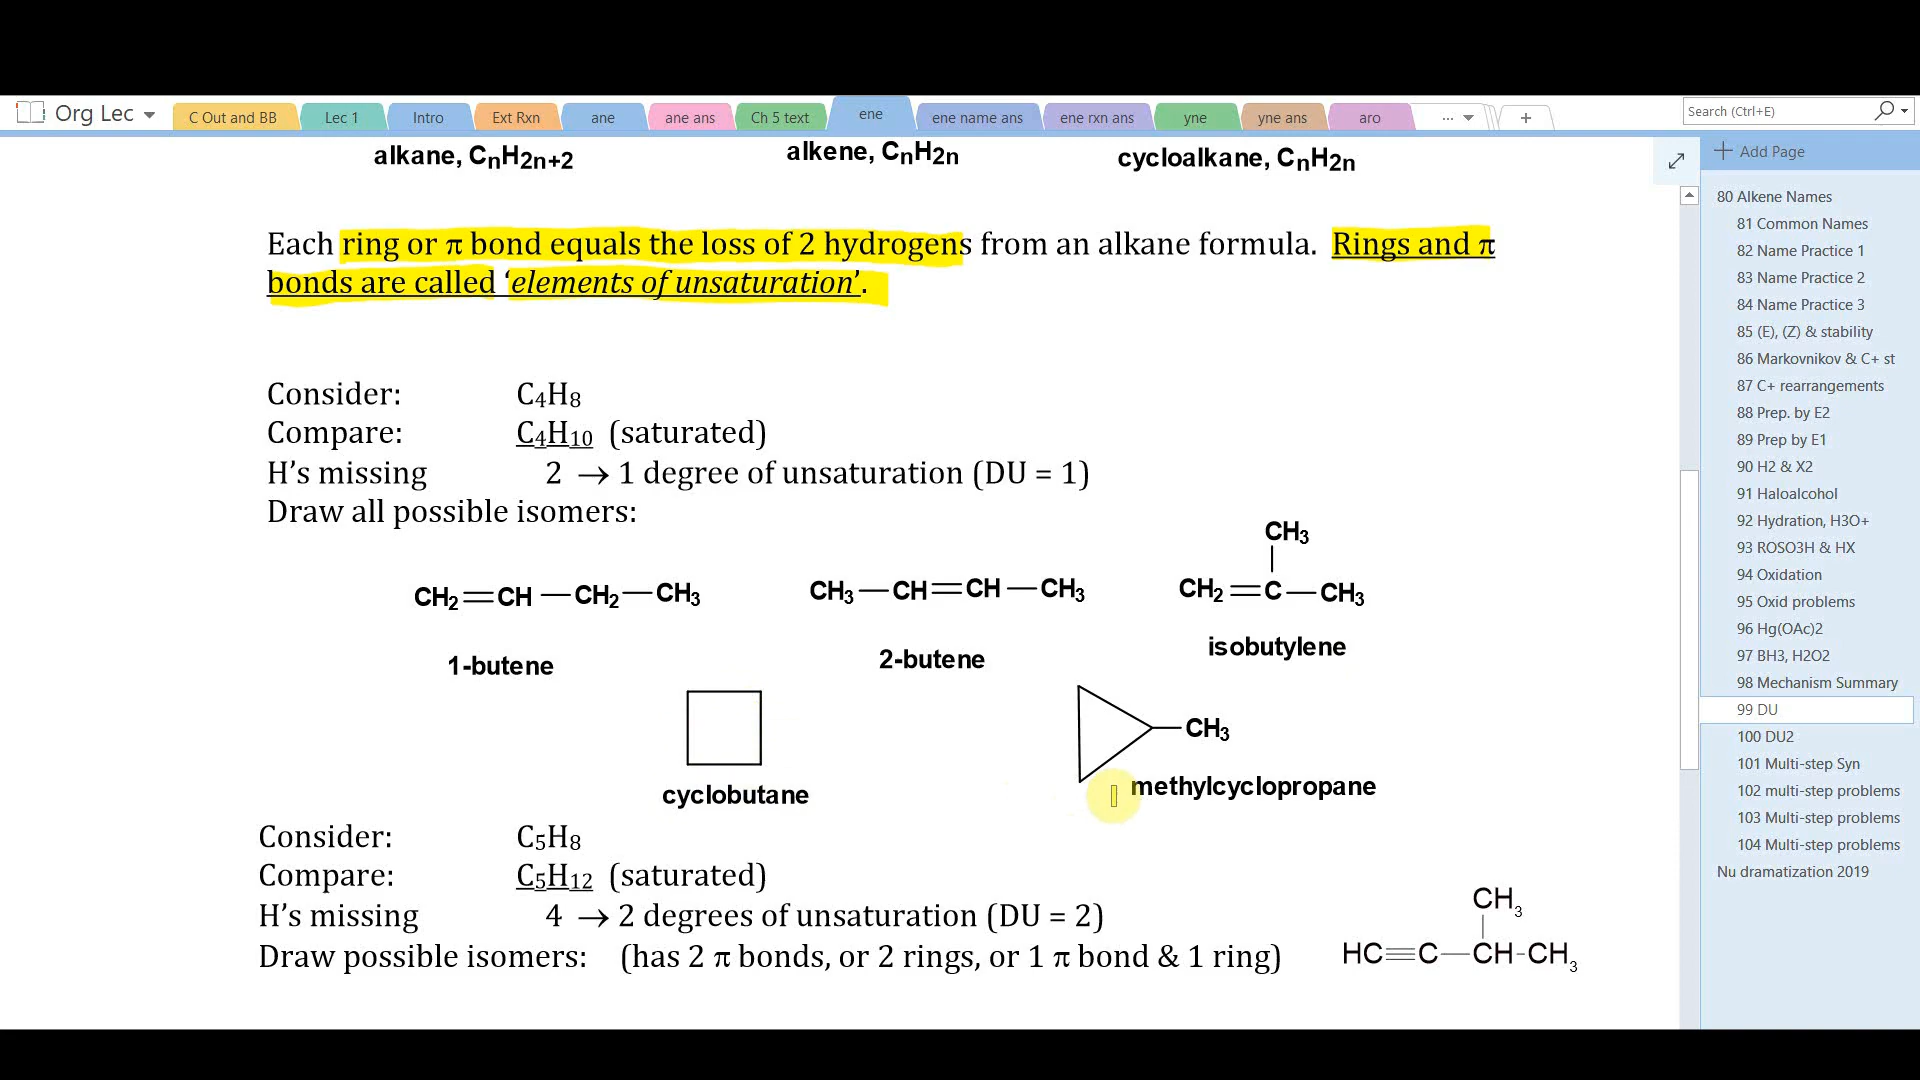 Org Lec
C Out and BB
Lec 1
Intro
Ext Rxn
ane
ane ans
Ch 5 text
ene
ene name ans
ene rxn ans
yne
yne ans
aro
...
+
Search (Ctrl+E)
alkane, CₙH₂ₙ₊₂
alkene, CₙH₂ₙ
cycloalkane, CₙH₂ₙ
Each ring or π bond equals the loss of 2 hydrogens from an alkane formula. Rings and π
bonds are called ‘elements of unsaturation’.
Consider: C₄H₈
Compare: C₄H₁₀ (saturated)
H’s missing 2 → 1 degree of unsaturation (DU = 1)
Draw all possible isomers:
CH₂=CH—CH₂—CH₃
1-butene
CH₃—CH=CH—CH₃
2-butene
CH₃
CH₂=C—CH₃
isobutylene
cyclobutane
CH₃
methylcyclopropane
Consider: C₅H₈
Compare: C₅H₁₂ (saturated)
H’s missing 4 → 2 degrees of unsaturation (DU = 2)
Draw possible isomers: (has 2 π bonds, or 2 rings, or 1 π bond & 1 ring)
CH₃
HC≡C—CH-CH₃
Add Page
80 Alkene Names
81 Common Names
82 Name Practice 1
83 Name Practice 2
84 Name Practice 3
85 (E), (Z) & stability
86 Markovnikov & C+ st
87 C+ rearrangements
88 Prep. by E2
89 Prep by E1
90 H2 & X2
91 Haloalcohol
92 Hydration, H3O+
93 ROSO3H & HX
94 Oxidation
95 Oxid problems
96 Hg(OAc)2
97 BH3, H2O2
98 Mechanism Summary
99 DU
100 DU2
101 Multi-step Syn
102 multi-step problems
103 Multi-step problems
104 Multi-step problems
Nu dramatization 2019